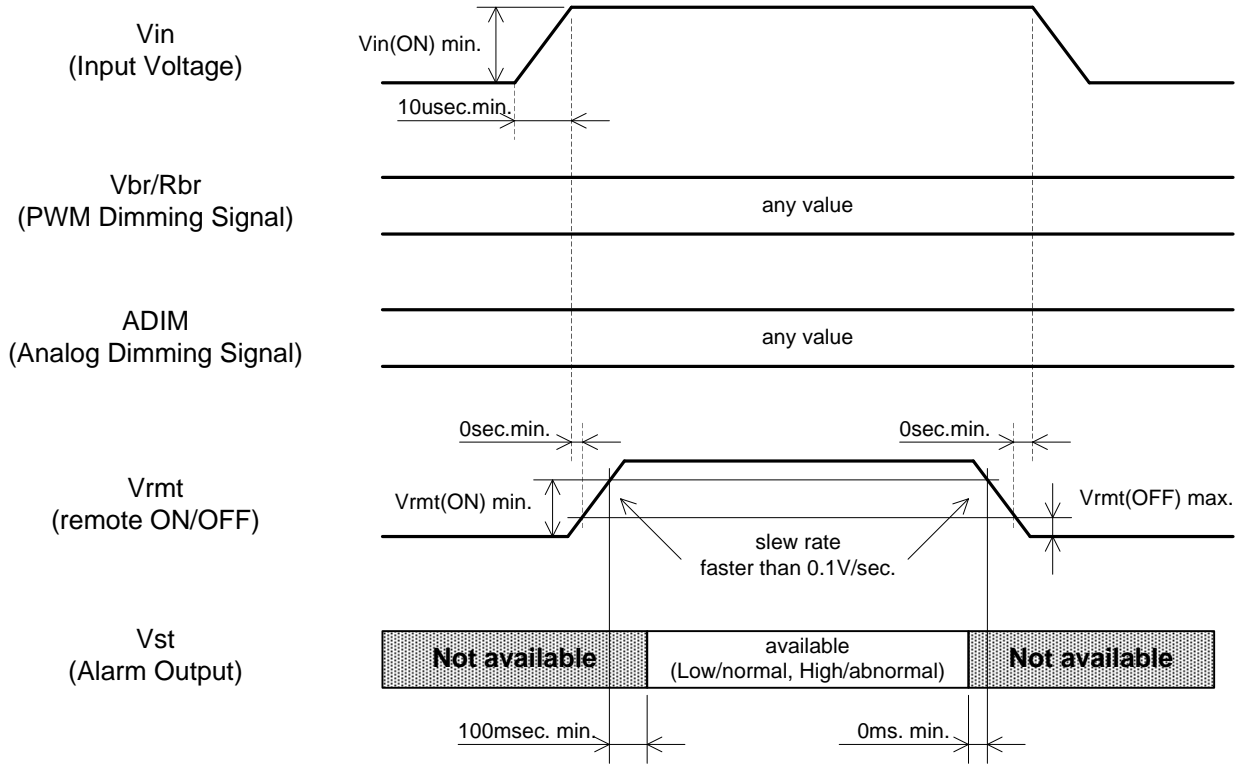 Vin
(Input Voltage)
Vin(ON) min.
10usec.min.
Vbr/Rbr
(PWM Dimming Signal)
any value
ADIM
(Analog Dimming Signal)
any value
0sec.min.
0sec.min.
Vrmt
(remote ON/OFF)
Vrmt(ON) min.
Vrmt(OFF) max.
slew rate
faster than 0.1V/sec.
Vst
(Alarm Output)
Not available
available
(Low/normal, High/abnormal)
Not available
100msec. min.
0ms. min.